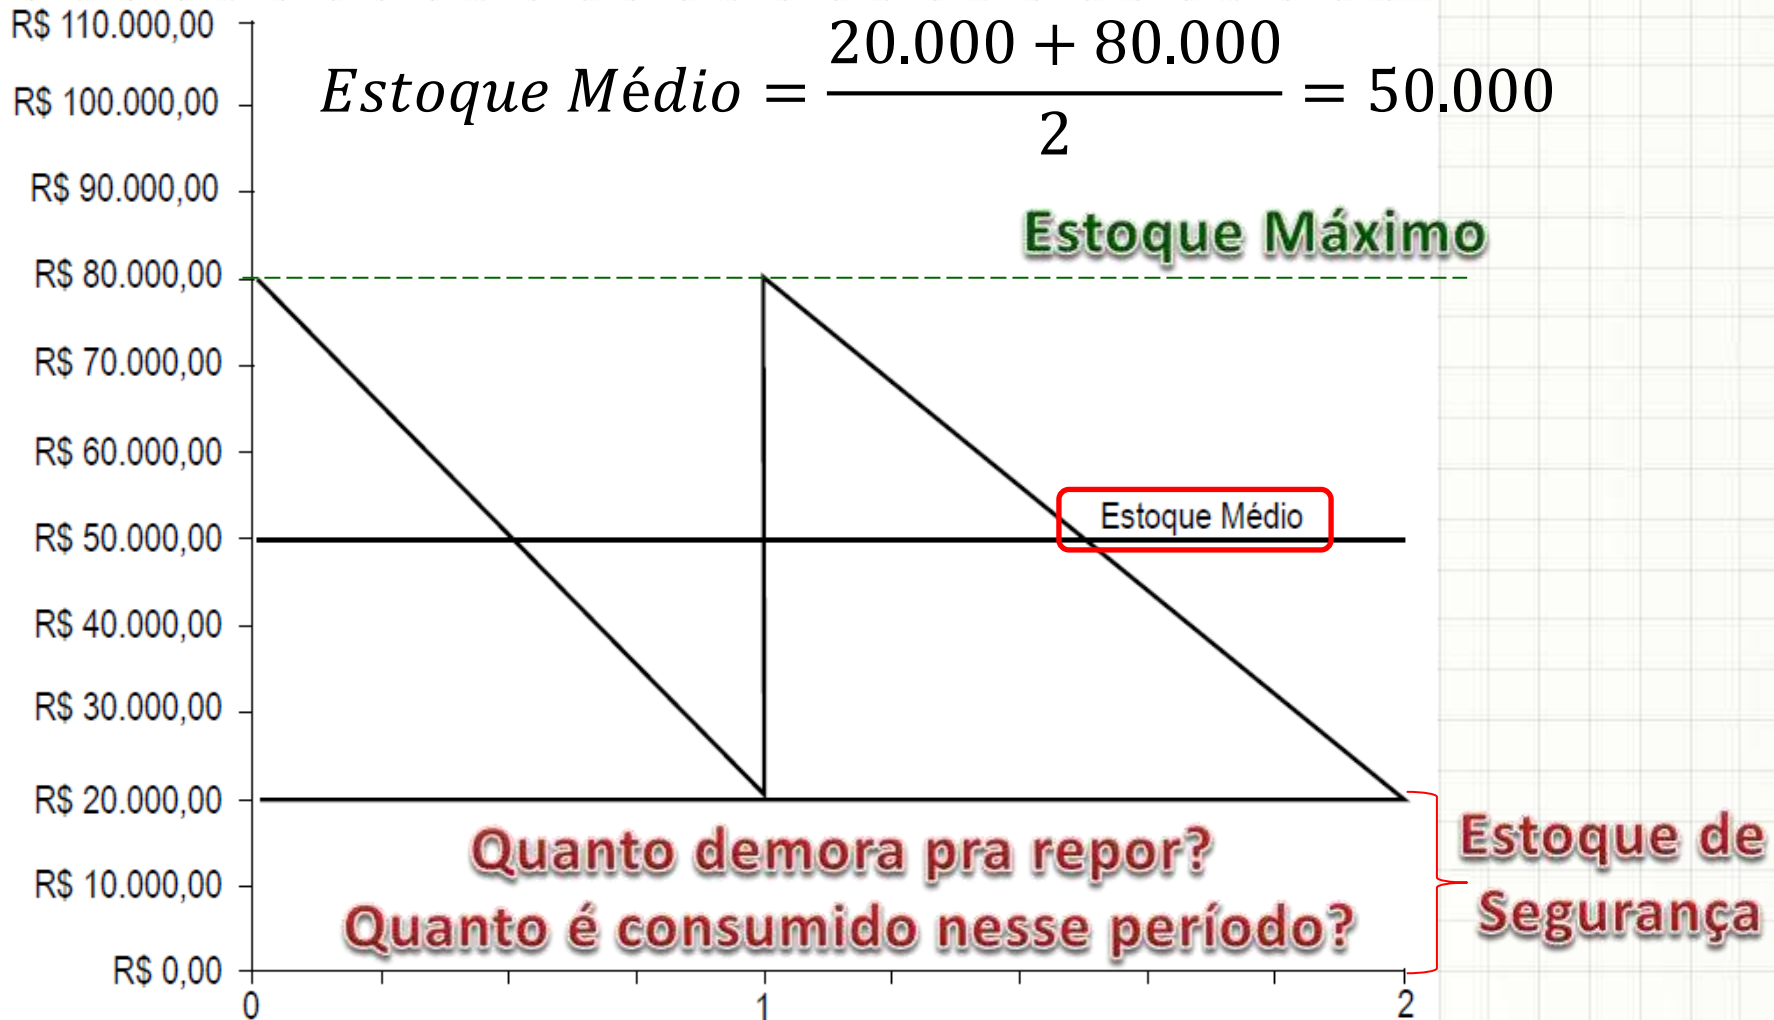 R$ 110.000,00
R$ 100.000,00
R$ 90.000,00
R$ 80.000,00
R$ 70.000,00
R$ 60.000,00
R$ 50.000,00
R$ 40.000,00
R$ 30.000,00
R$ 20.000,00
R$ 10.000,00
R$ 0,00
Estoque Médio = (20.000 + 80.000) / 2 = 50.000
Estoque Máximo
Estoque Médio
Quanto demora pra repor?
Quanto é consumido nesse período?
Estoque de
Segurança
0
1
2